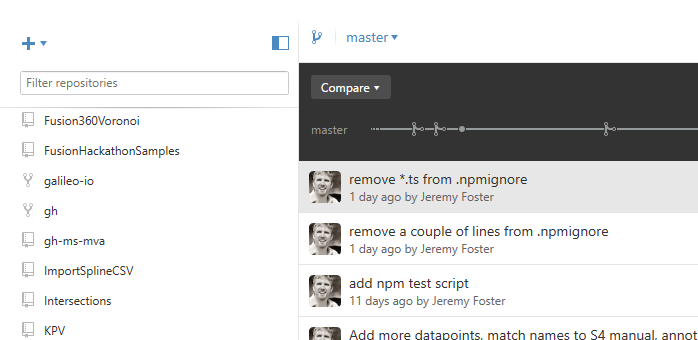 master
Filter repositories
Fusion360Voronoi
FusionHackathonSamples
galileo-io
gh
gh-ms-mva
ImportSplineCSV
Intersections
KPV
Compare
master
remove *.ts from .npmignore
1 day ago by Jeremy Foster
remove a couple of lines from .npmignore
1 day ago by Jeremy Foster
add npm test script
11 days ago by Jeremy Foster
Add more datapoints, match names to S4 manual, annot